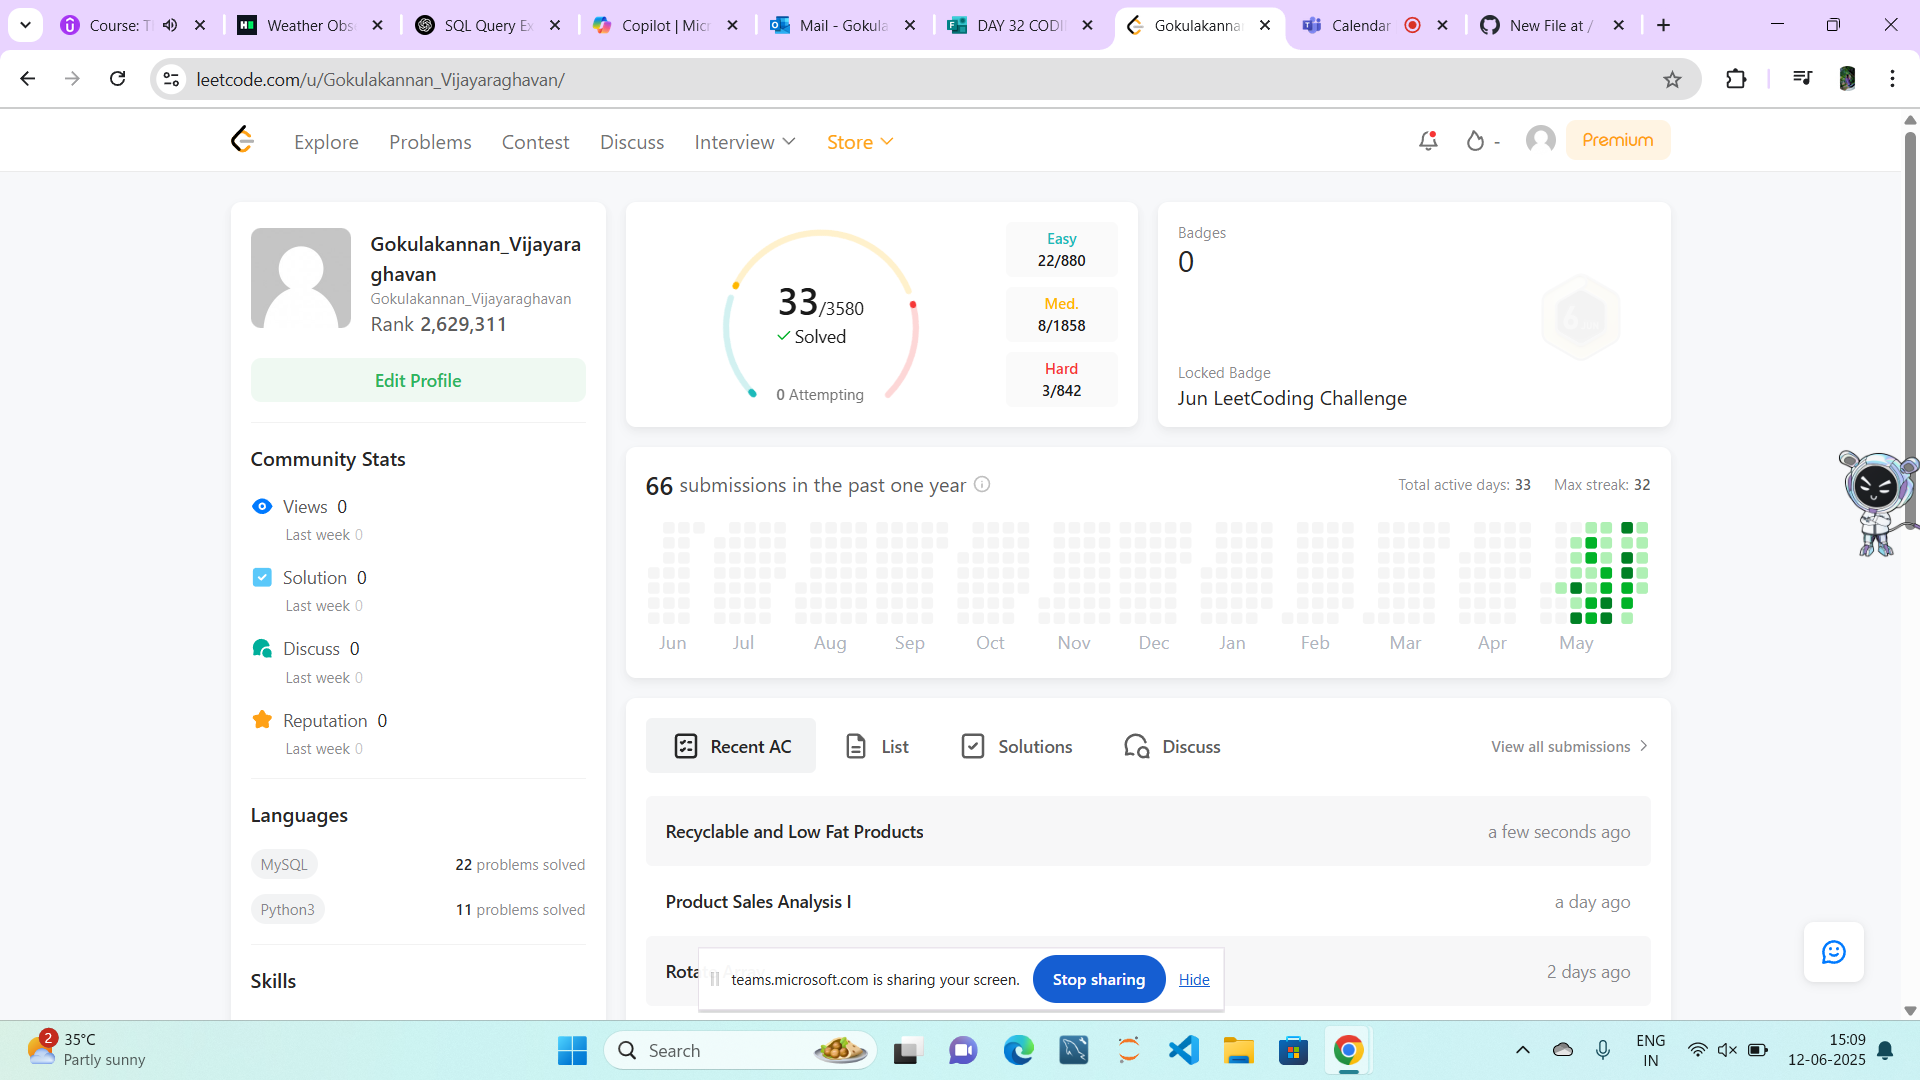 Course: T
Weather Obs
SQL Query Ex
Copilot | Micr
Mail - Gokula
DAY 32 CODI
Gokulakannan
Calendar
New File at /
leetcode.com/u/Gokulakannan_Vijayaraghavan/
Explore
Problems
Contest
Discuss
Interview
Store
-
Premium
Gokulakannan_Vijayara
ghavan
Gokulakannan_Vijayaraghavan
Rank 2,629,311
Edit Profile
Community Stats
Views 0
Last week 0
Solution 0
Last week 0
Discuss 0
Last week 0
Reputation 0
Last week 0
Languages
MySQL
22 problems solved
Python3
11 problems solved
Skills
33/3580
Solved
0 Attempting
Easy
22/880
Med.
8/1858
Hard
3/842
Badges
0
Locked Badge
Jun LeetCoding Challenge
66 submissions in the past one year
Total active days: 33
Max streak: 32
Jun
Jul
Aug
Sep
Oct
Nov
Dec
Jan
Feb
Mar
Apr
May
Recent AC
List
Solutions
Discuss
View all submissions
Recyclable and Low Fat Products
a few seconds ago
Product Sales Analysis I
a day ago
Rota
2 days ago
teams.microsoft.com is sharing your screen.
Stop sharing
Hide
2
35°C
Partly sunny
Search
ENG
IN
15:09
12-06-2025